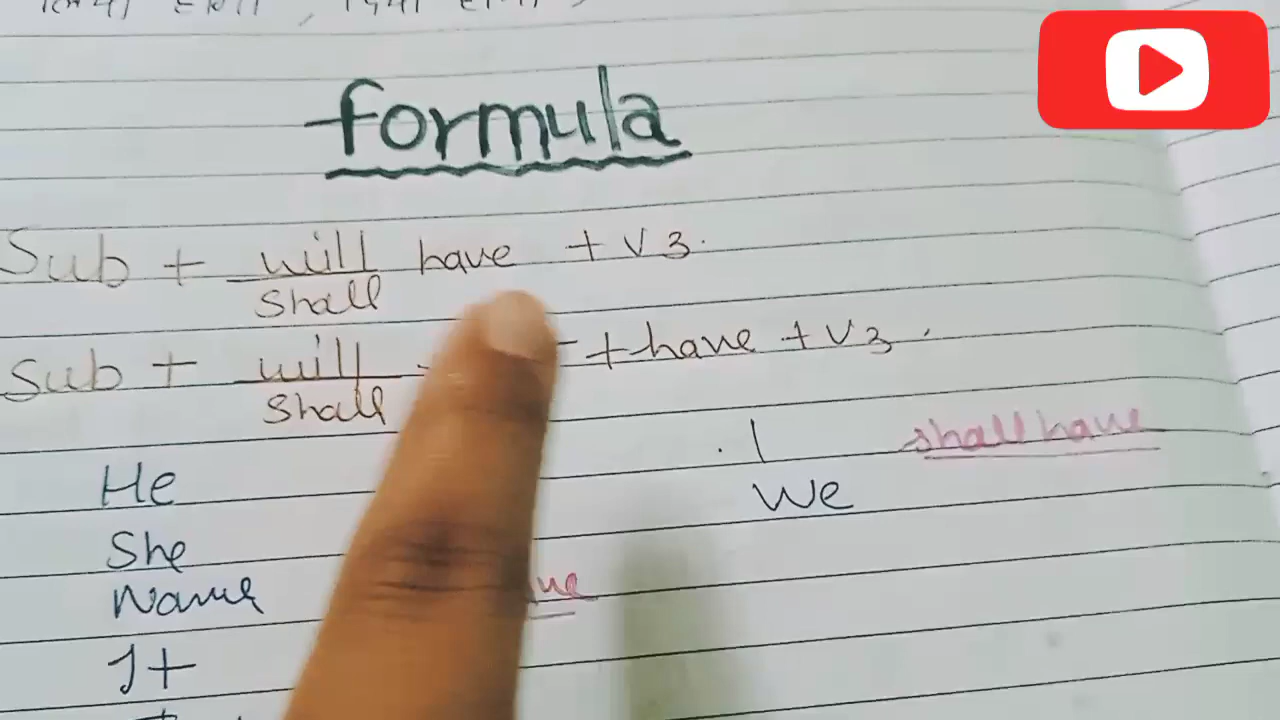 formula
Sub + will have + V3.
shall
Sub + will + have + V3.
shall
I shall have
He
We
She
Name
It